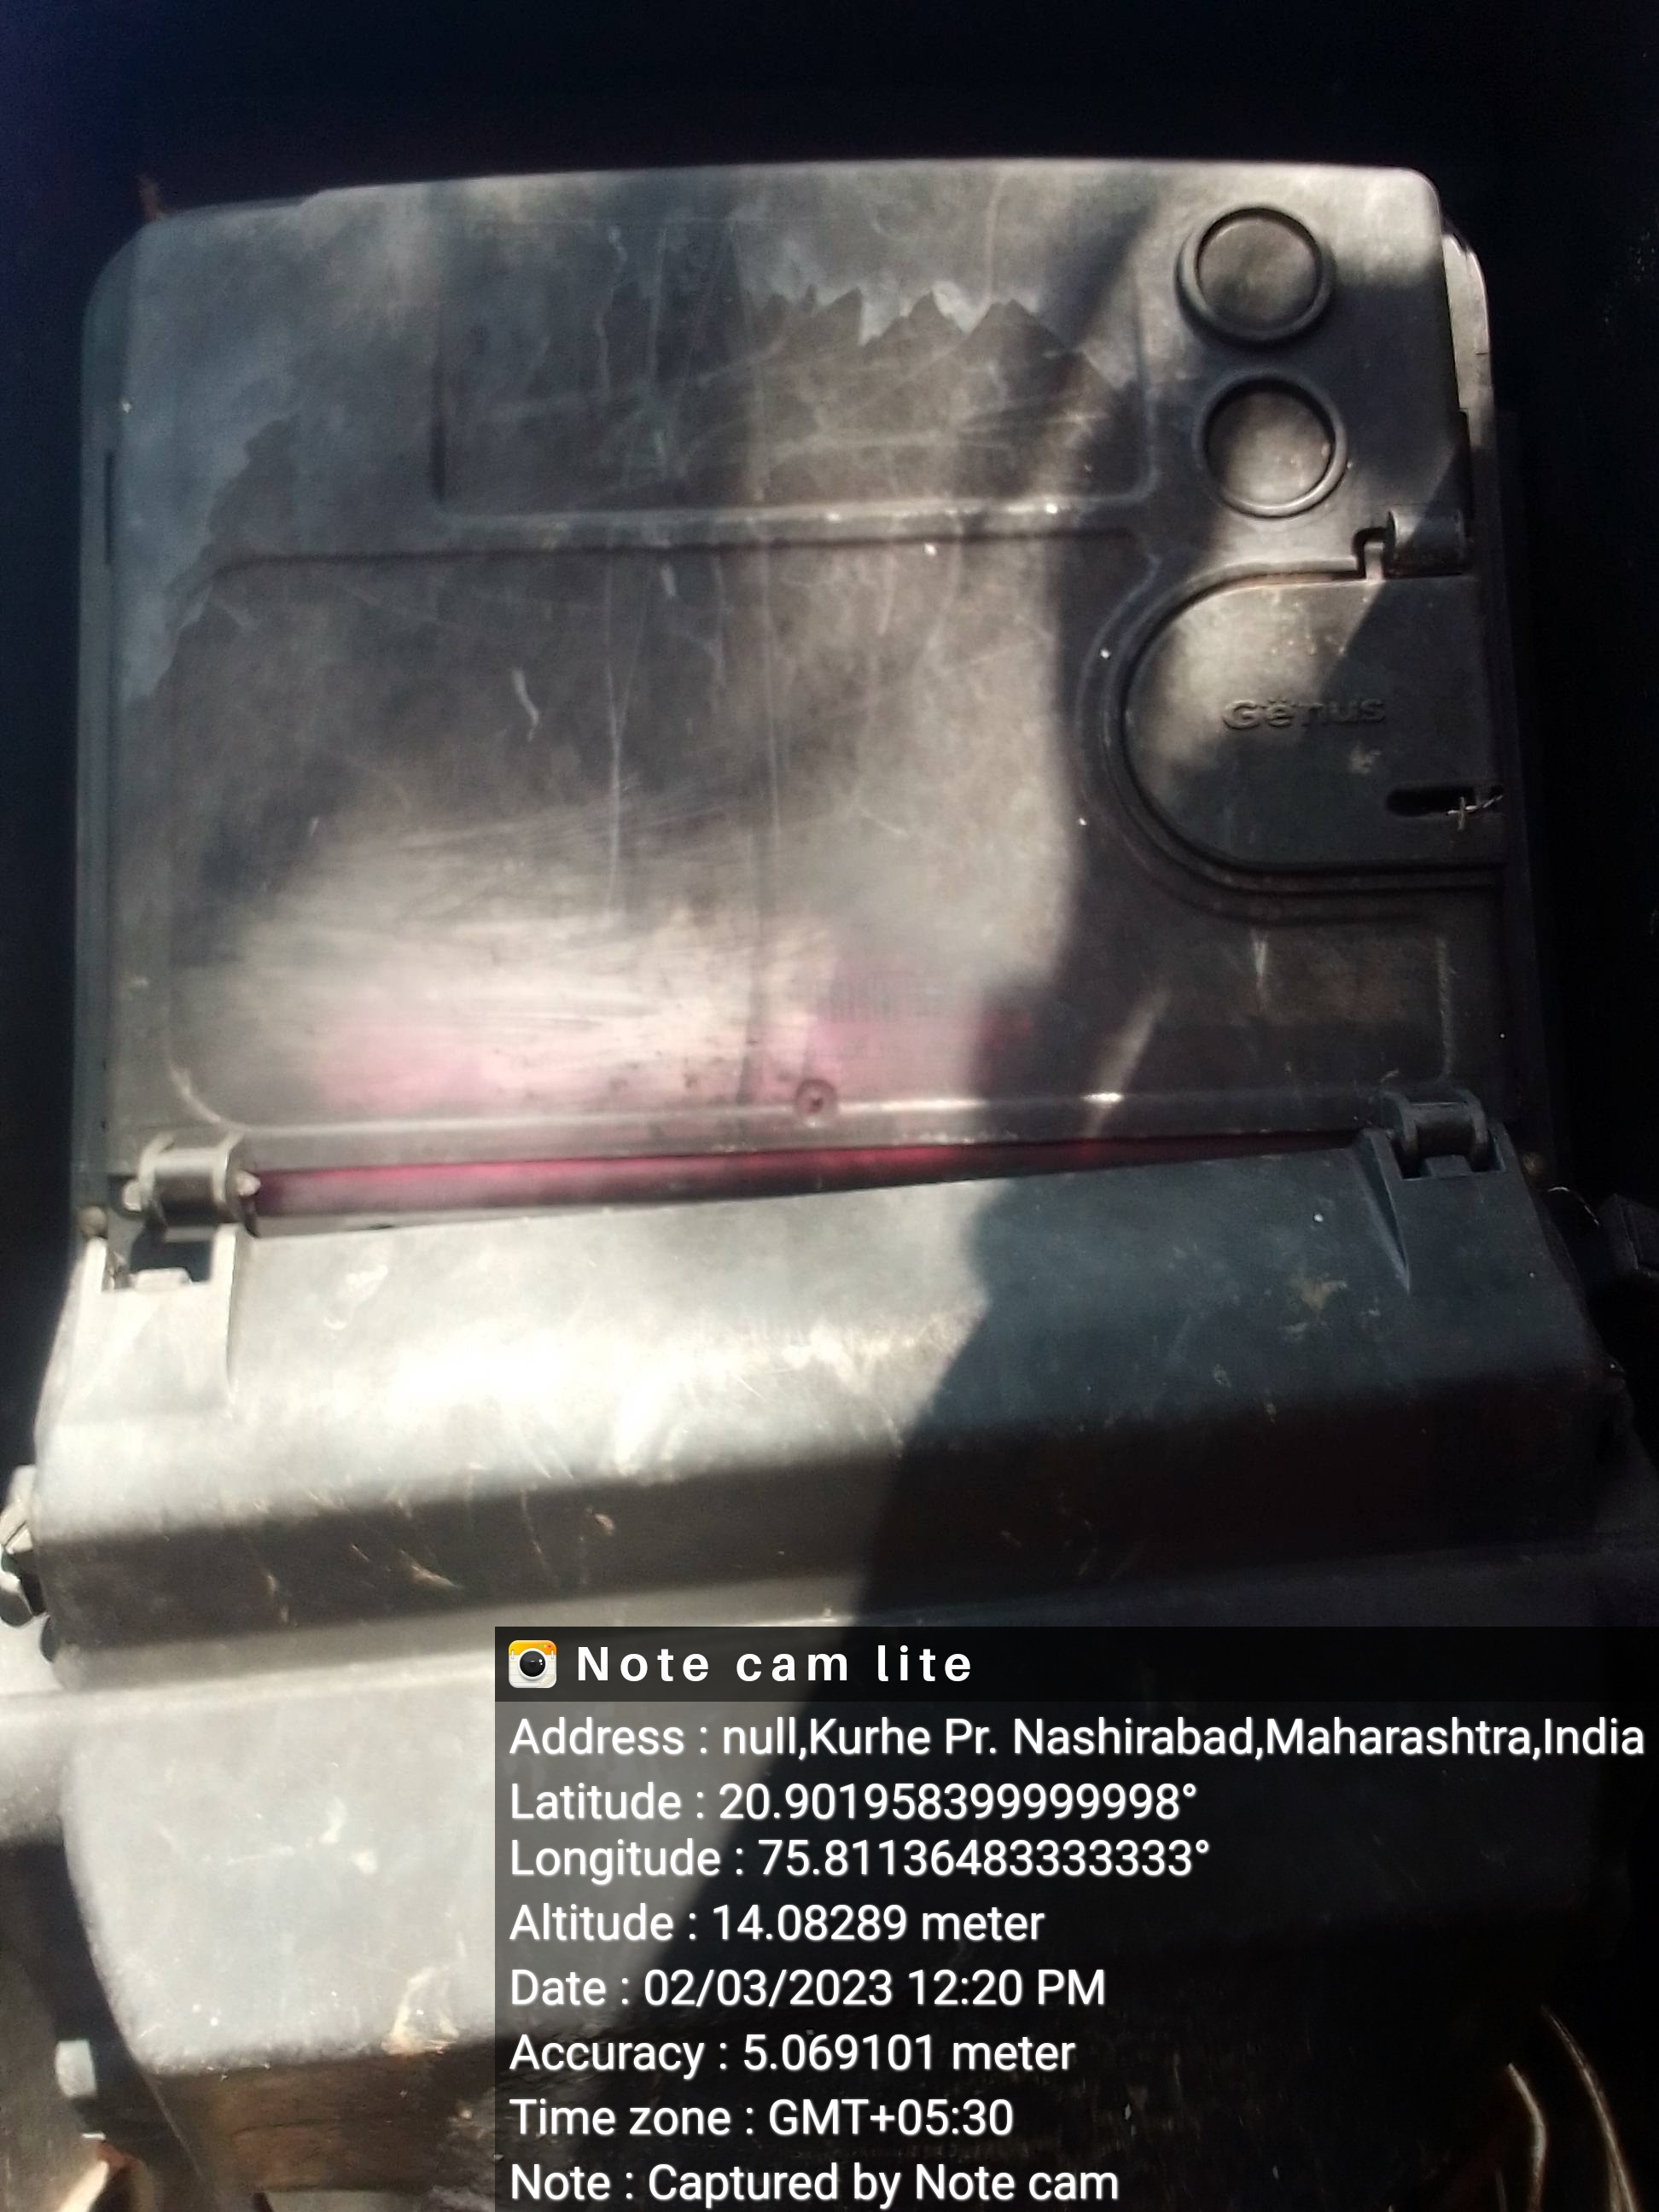 Genus
Note cam lite
Address : null,Kurhe Pr. Nashirabad,Maharashtra,India
Latitude : 20.901958399999998°
Longitude : 75.81136483333333°
Altitude : 14.08289 meter
Date : 02/03/2023 12:20 PM
Accuracy : 5.069101 meter
Time zone : GMT+05:30
Note : Captured by Note cam